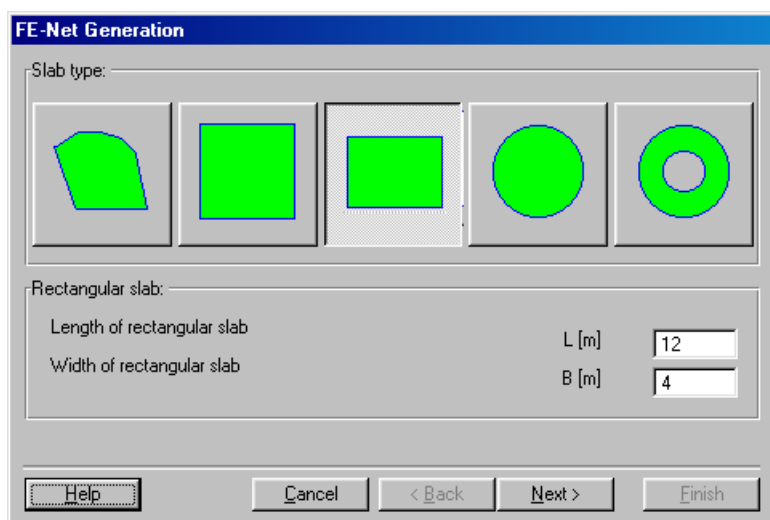 FE-Net Generation
Slab type:
Rectangular slab:
Length of rectangular slab L [m] 12
Width of rectangular slab B [m] 4
Help Cancel < Back Next > Finish